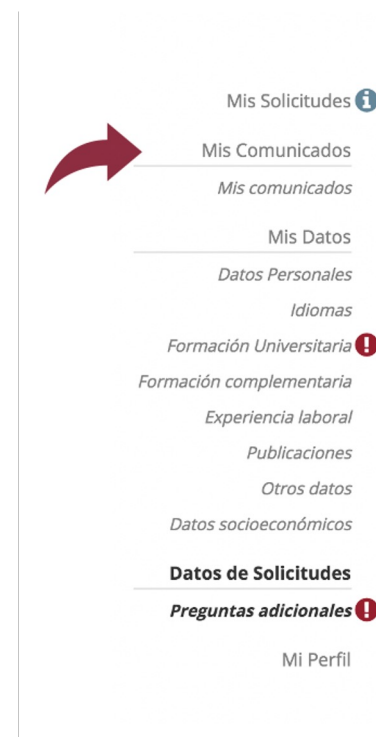 Mis Solicitudes
Mis Comunicados
Mis comunicados
Mis Datos
Datos Personales
Idiomas
Formación Universitaria
Formación complementaria
Experiencia laboral
Publicaciones
Otros datos
Datos socioeconómicos
Datos de Solicitudes
Preguntas adicionales
Mi Perfil